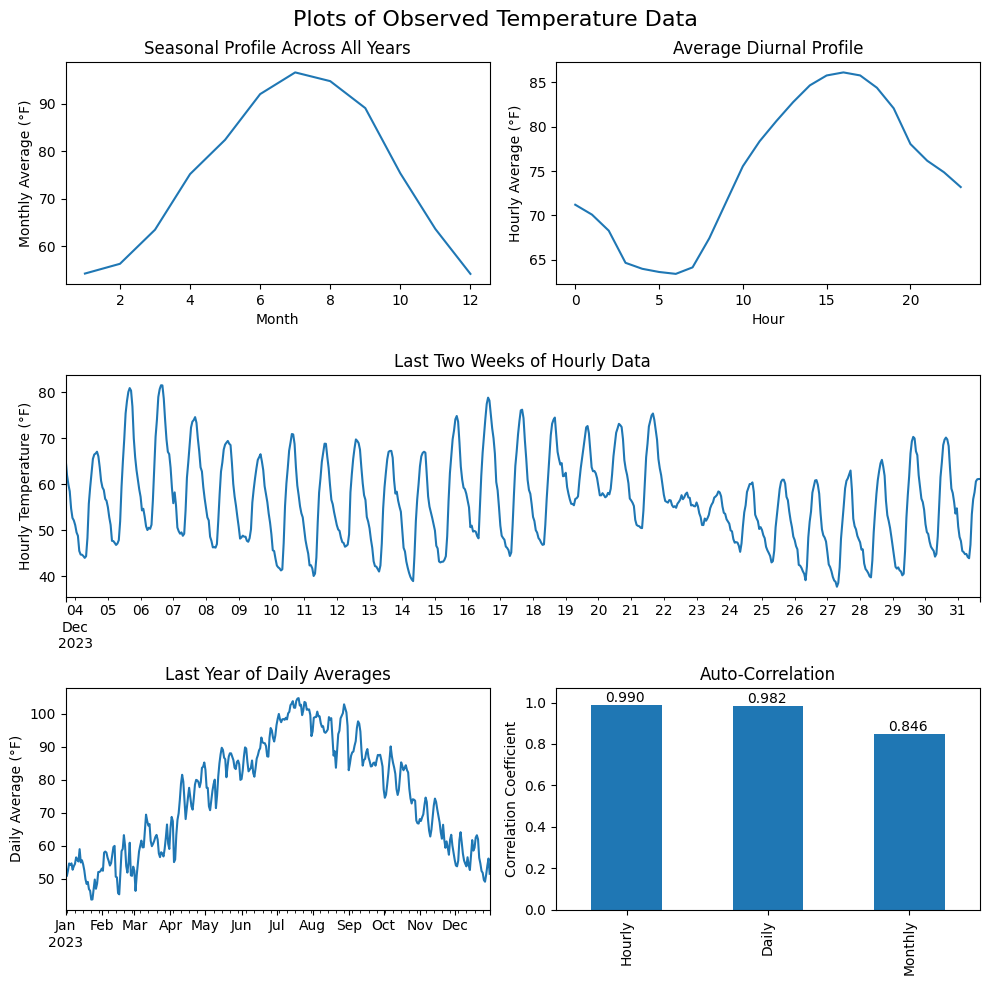 Plots of Observed Temperature Data
Seasonal Profile Across All Years
Monthly Average (°F)
90
80
70
60
2 4 6 8 10 12
Month
Average Diurnal Profile
Hourly Average (°F)
85
80
75
70
65
0 5 10 15 20
Hour
Last Two Weeks of Hourly Data
Hourly Temperature (°F)
80
70
60
50
40
04 05 06 07 08 09 10 11 12 13 14 15 16 17 18 19 20 21 22 23 24 25 26 27 28 29 30 31
Dec
2023
Last Year of Daily Averages
Daily Average (°F)
100
90
80
70
60
50
Jan Feb Mar Apr May Jun Jul Aug Sep Oct Nov Dec
2023
Auto-Correlation
Correlation Coefficient
1.0
0.8
0.6
0.4
0.2
0.0
0.990 0.982 0.846
Hourly Daily Monthly